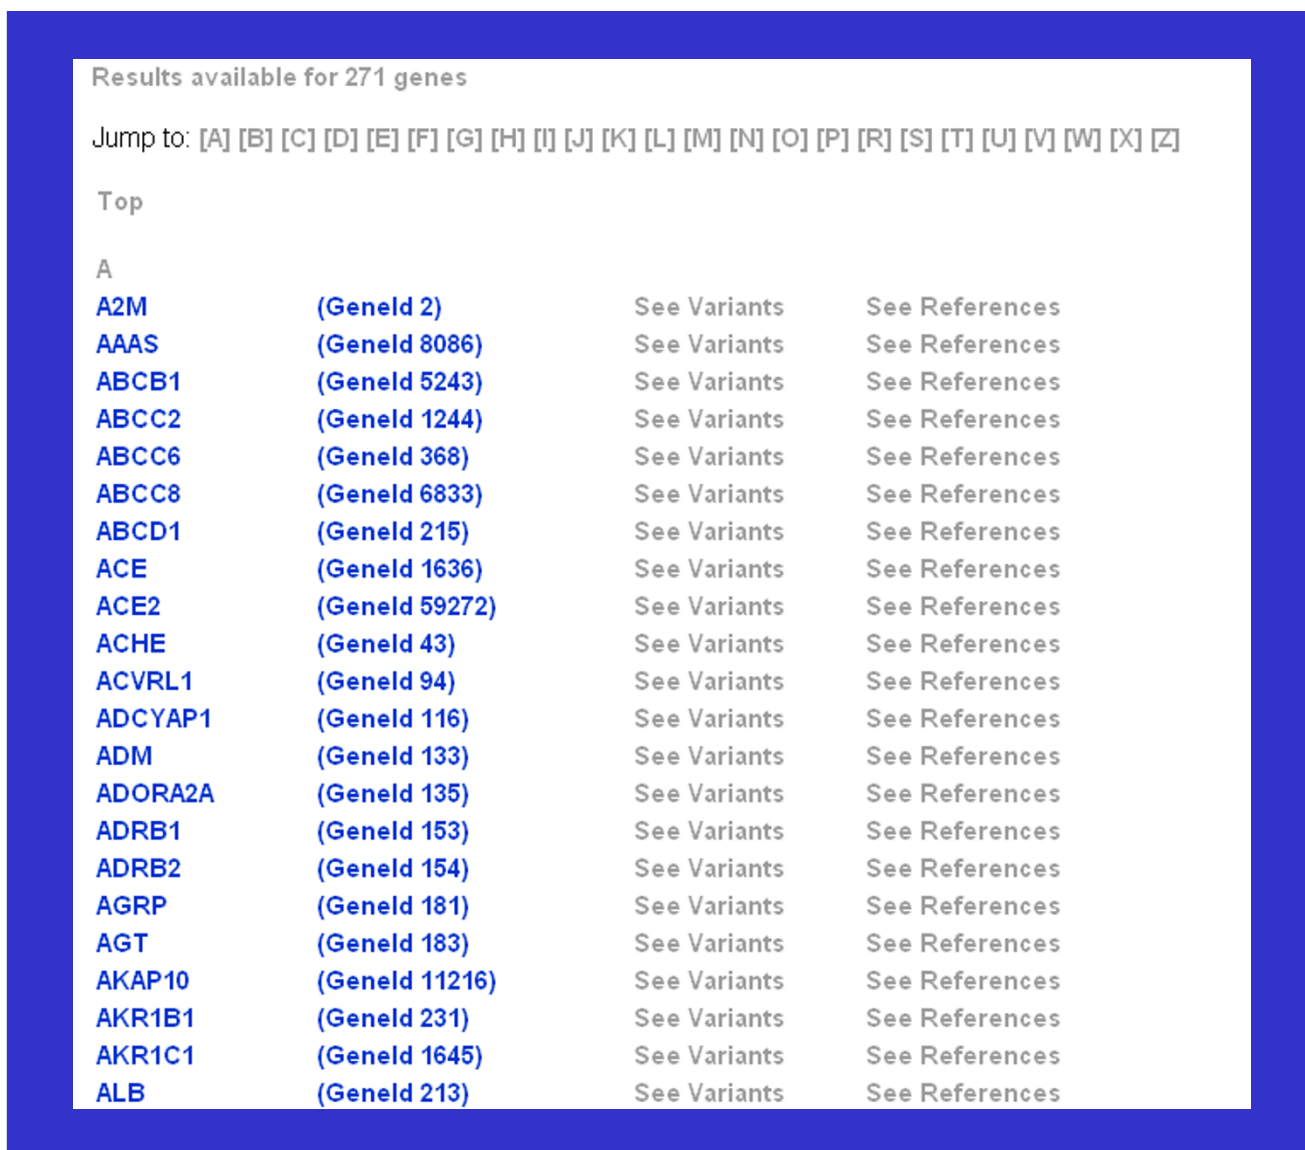 Results available for 271 genes
Jump to: [A] [B] [C] [D] [E] [F] [G] [H] [I] [J] [K] [L] [M] [N] [O] [P] [R] [S] [T] [U] [V] [W] [X] [Z]
Top
A
A2M (GeneId 2) See Variants See References
AAAS (GeneId 8086) See Variants See References
ABCB1 (GeneId 5243) See Variants See References
ABCC2 (GeneId 1244) See Variants See References
ABCC6 (GeneId 368) See Variants See References
ABCC8 (GeneId 6833) See Variants See References
ABCD1 (GeneId 215) See Variants See References
ACE (GeneId 1636) See Variants See References
ACE2 (GeneId 59272) See Variants See References
ACHE (GeneId 43) See Variants See References
ACVRL1 (GeneId 94) See Variants See References
ADCYAP1 (GeneId 116) See Variants See References
ADM (GeneId 133) See Variants See References
ADORA2A (GeneId 135) See Variants See References
ADRB1 (GeneId 153) See Variants See References
ADRB2 (GeneId 154) See Variants See References
AGRP (GeneId 181) See Variants See References
AGT (GeneId 183) See Variants See References
AKAP10 (GeneId 11216) See Variants See References
AKR1B1 (GeneId 231) See Variants See References
AKR1C1 (GeneId 1645) See Variants See References
ALB (GeneId 213) See Variants See References